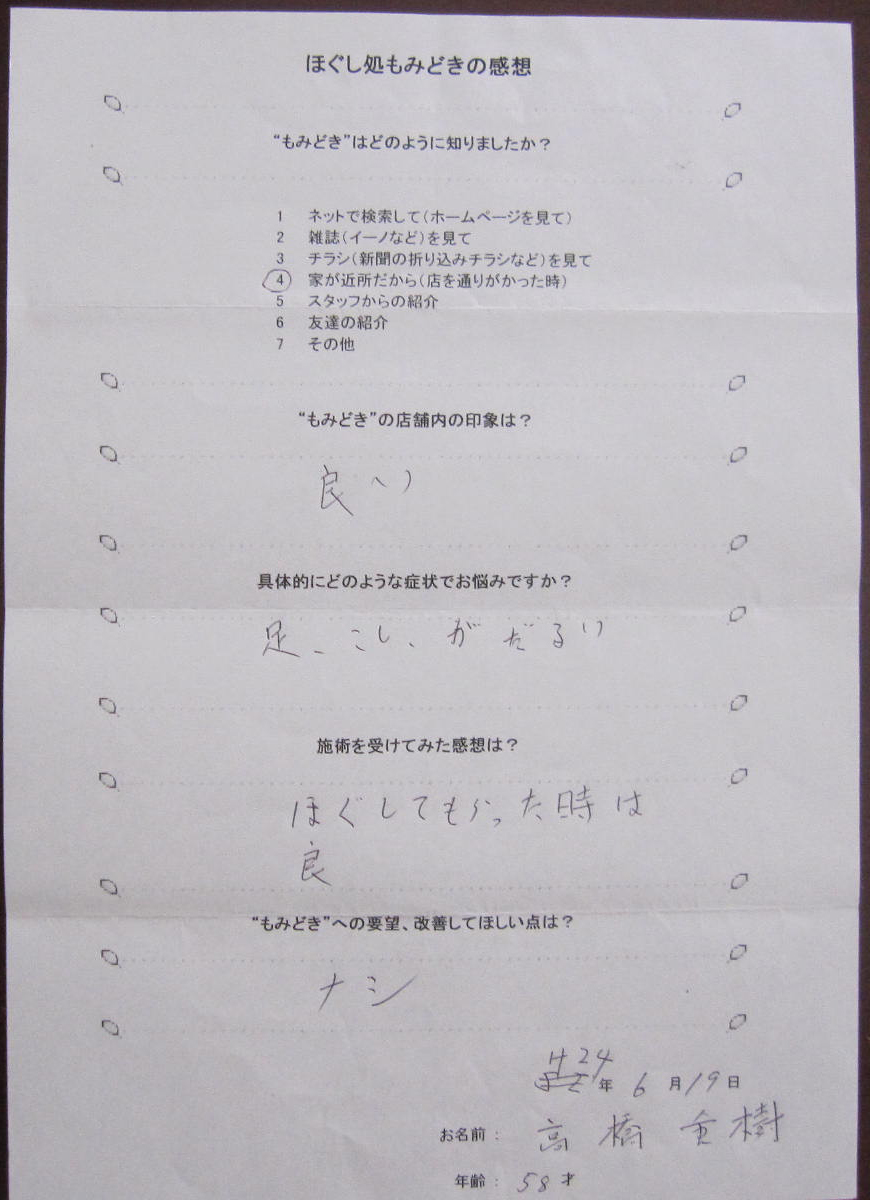 ほぐし処もみどきの感想
“もみどき”はどのように知りましたか？
1 ネットで検索して（ホームページを見て）
2 雑誌（イーノなど）を見て
3 チラシ（新聞の折り込みチラシなど）を見て
4 家が近所だから（店を通りがかった時）
5 スタッフからの紹介
6 友達の紹介
7 その他
“もみどき”の店舗内の印象は？
良い
具体的にどのような症状でお悩みですか？
足、こし、がだるい
施術を受けてみた感想は？
ほぐしてもらった時は
良
“もみどき”への要望、改善してほしい点は？
ナシ
H24
年 6月19日
お名前： 高橋重樹
年齢： 58才